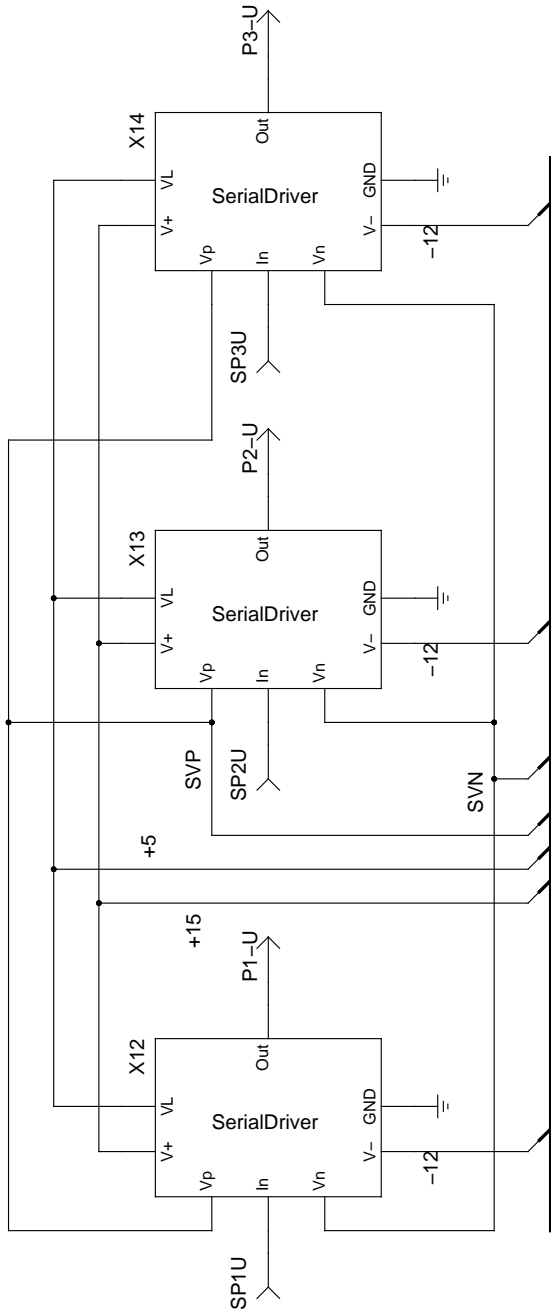 X12
V+
VL
Vp
SerialDriver
SP1U
In
Out
P1-U
Vn
V-
GND
-12
+15
+5
SVP
SVN
X13
V+
VL
Vp
SerialDriver
SP2U
In
Out
P2-U
Vn
V-
GND
-12
X14
V+
VL
Vp
SerialDriver
SP3U
In
Out
P3-U
Vn
V-
GND
-12